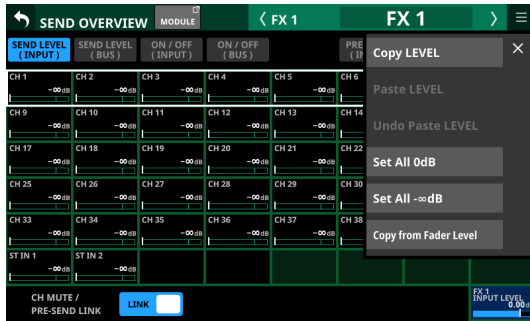 SEND OVERVIEW
MODULE
FX 1
FX 1
SEND LEVEL
( INPUT )
SEND LEVEL
( BUS )
ON / OFF
( INPUT )
ON / OFF
( BUS )
PRE
Copy LEVEL
Paste LEVEL
Undo Paste LEVEL
Set All 0dB
Set All -∞dB
Copy from Fader Level
CH 1
-∞dB
CH 2
-∞dB
CH 3
-∞dB
CH 4
-∞dB
CH 5
-∞dB
CH 6
CH 9
-∞dB
CH 10
-∞dB
CH 11
-∞dB
CH 12
-∞dB
CH 13
-∞dB
CH 14
CH 17
-∞dB
CH 18
-∞dB
CH 19
-∞dB
CH 20
-∞dB
CH 21
-∞dB
CH 22
CH 25
-∞dB
CH 26
-∞dB
CH 27
-∞dB
CH 28
-∞dB
CH 29
-∞dB
CH 30
CH 33
-∞dB
CH 34
-∞dB
CH 35
-∞dB
CH 36
-∞dB
CH 37
-∞dB
CH 38
ST IN 1
-∞dB
ST IN 2
-∞dB
CH MUTE /
PRE-SEND LINK
LINK
FX 1
INPUT LEVEL
0.00